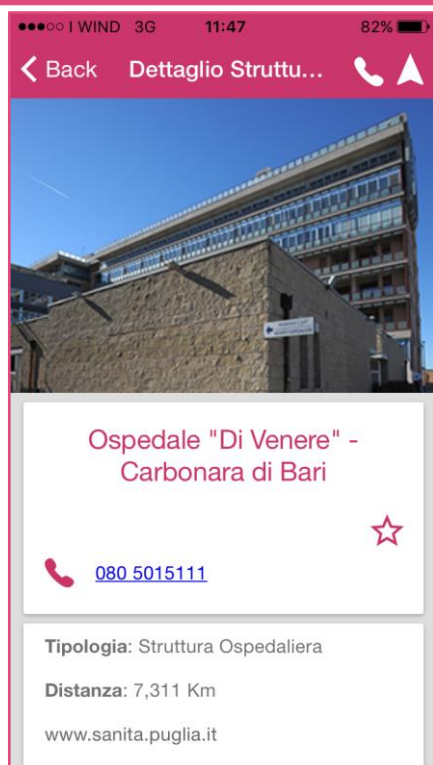 I WIND 3G 11:47 82%
Back Dettaglio Struttu...
Ospedale "Di Venere" -
Carbonara di Bari
080 5015111
Tipologia: Struttura Ospedaliera
Distanza: 7,311 Km
www.sanita.puglia.it